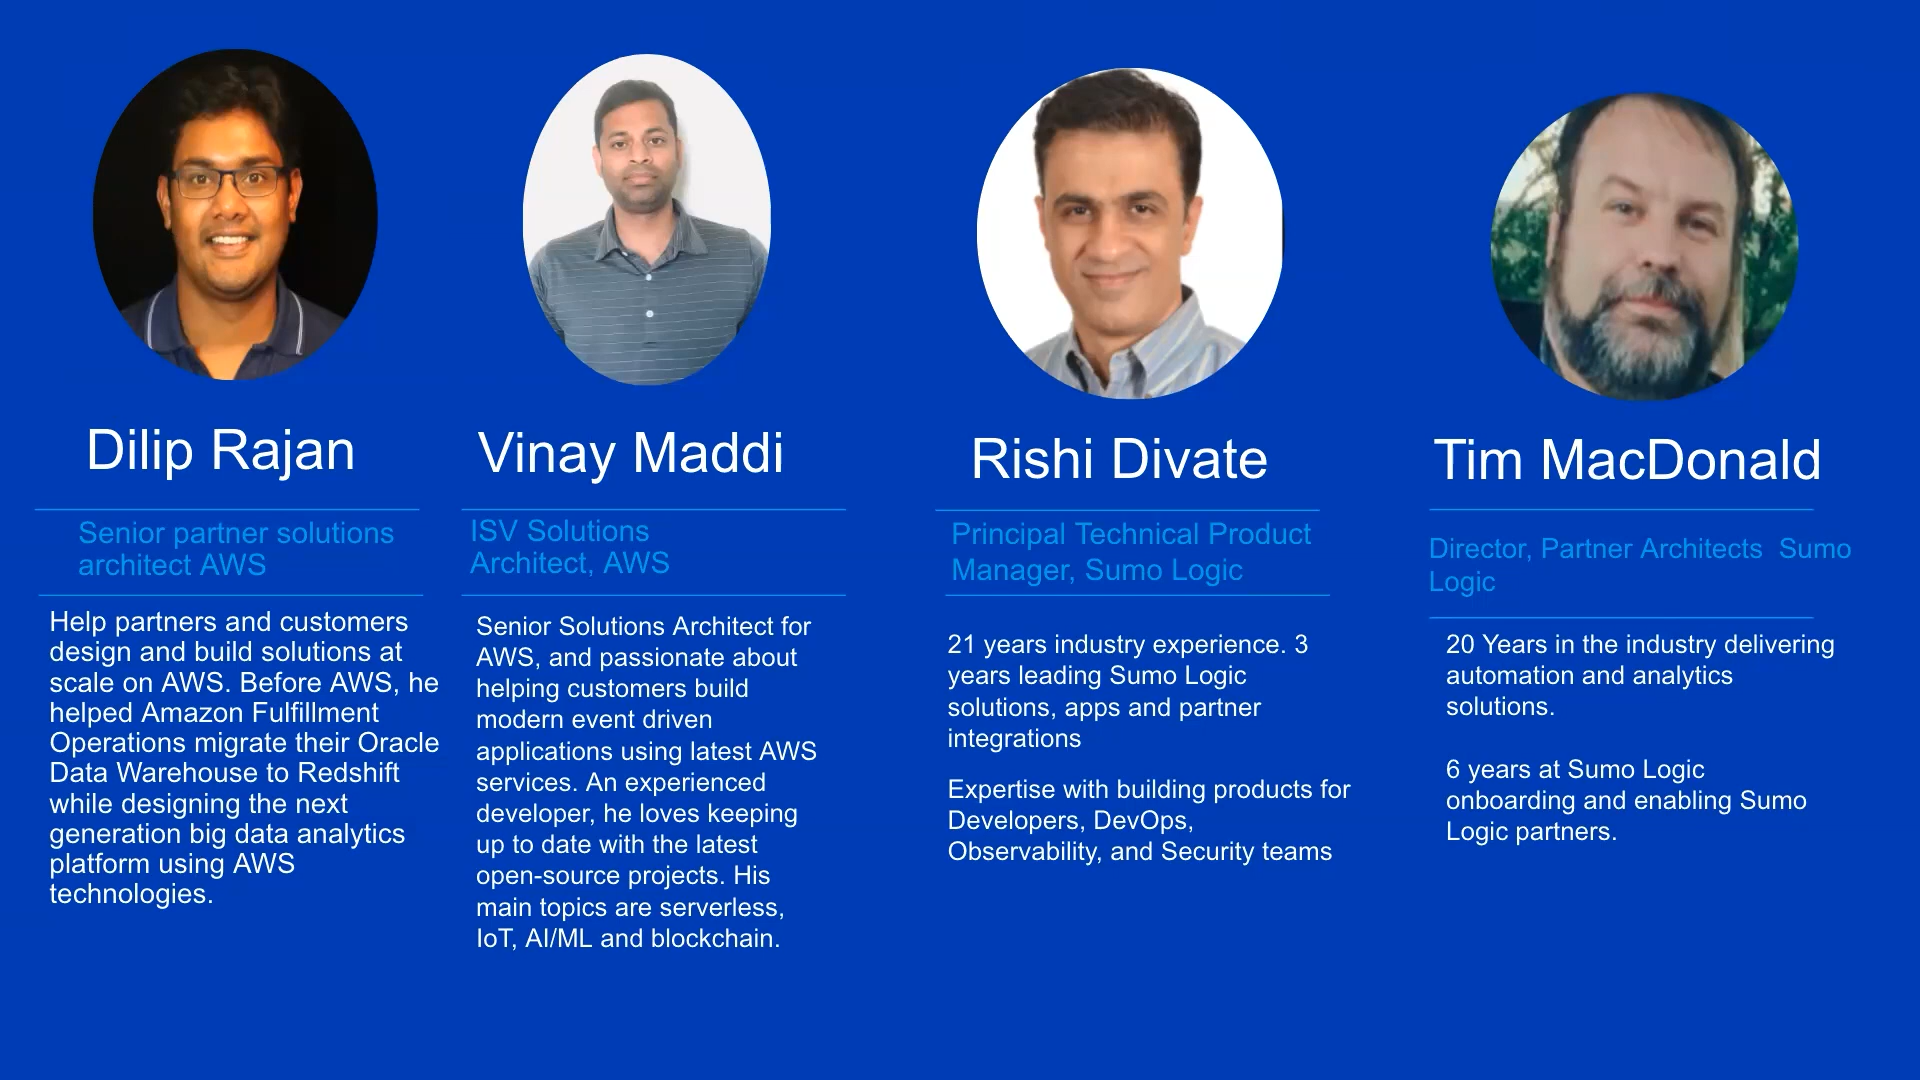 Dilip Rajan
Senior partner solutions
architect AWS
Help partners and customers
design and build solutions at
scale on AWS. Before AWS, he
helped Amazon Fulfillment
Operations migrate their Oracle
Data Warehouse to Redshift
while designing the next
generation big data analytics
platform using AWS
technologies.
Vinay Maddi
ISV Solutions
Architect, AWS
Senior Solutions Architect for
AWS, and passionate about
helping customers build
modern event driven
applications using latest AWS
services. An experienced
developer, he loves keeping
up to date with the latest
open-source projects. His
main topics are serverless,
IoT, AI/ML and blockchain.
Rishi Divate
Principal Technical Product
Manager, Sumo Logic
21 years industry experience. 3
years leading Sumo Logic
solutions, apps and partner
integrations
Expertise with building products for
Developers, DevOps,
Observability, and Security teams
Tim MacDonald
Director, Partner Architects  Sumo
Logic
20 Years in the industry delivering
automation and analytics
solutions.
6 years at Sumo Logic
onboarding and enabling Sumo
Logic partners.